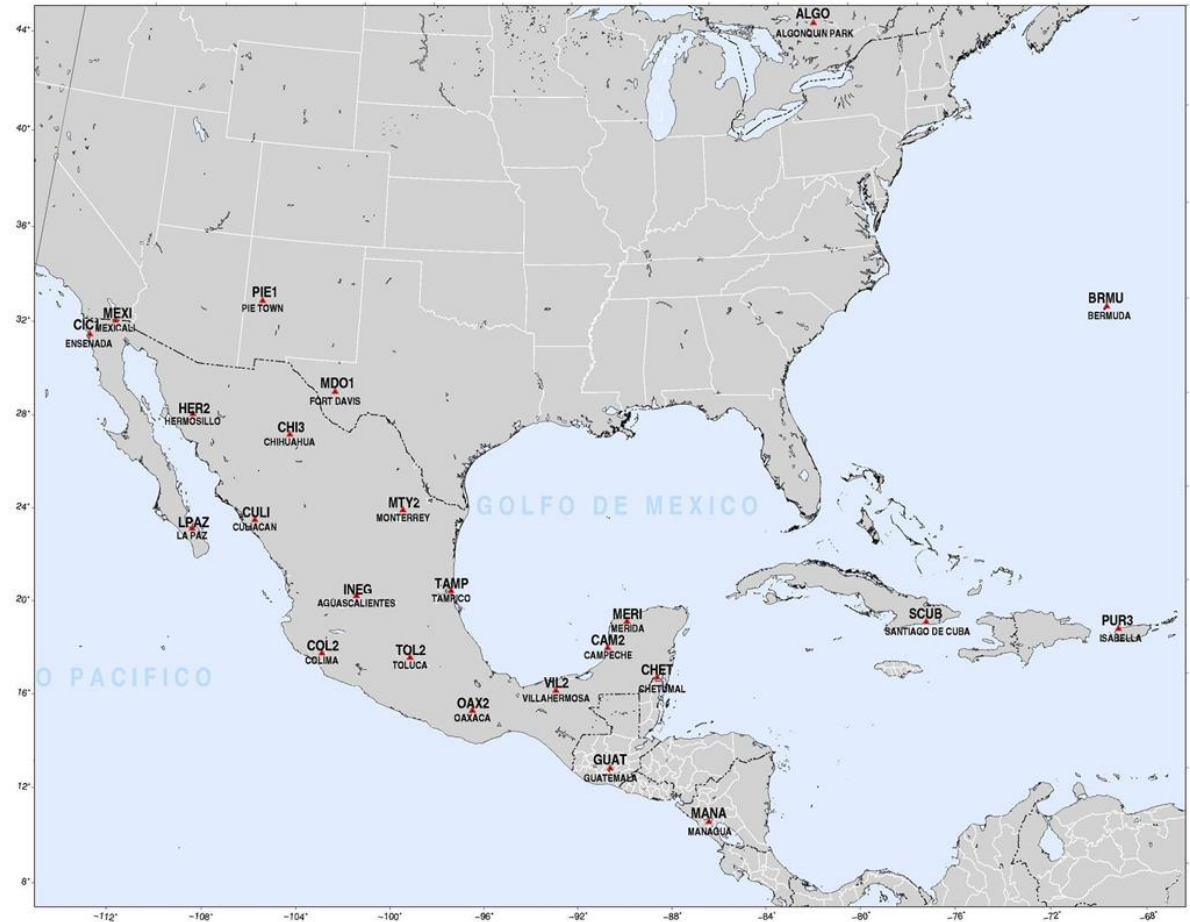 44°
40°
36°
32°
28°
24°
20°
16°
12°
8°
ALGO
ALGONQUIN PARK
PIE1
PIE TOWN
BRMU
BERMUDA
MEXI
MEXICALI
CIC1
ENSENADA
MDO1
FORT DAVIS
HER2
HERMOSILLO
CHI3
CHIHUAHUA
GOLFO DE MEXICO
MTY2
MONTERREY
CULI
CULIACAN
LPAZ
LA PAZ
INEG
AGUASCALIENTES
TAMP
TAMPICO
MERI
MERIDA
SCUB
SANTIAGO DE CUBA
PUR3
ISABELLA
CAM2
CAMPECHE
COL2
COLIMA
TOL2
TOLUCA
O PACIFICO
CHET
CHETUMAL
VIL2
VILLAHERMOSA
OAX2
OAXACA
GUAT
GUATEMALA
MANA
MANAGUA
-112° -108° -104° -100° -96° -92° -88° -84° -80° -76° -72° -68°